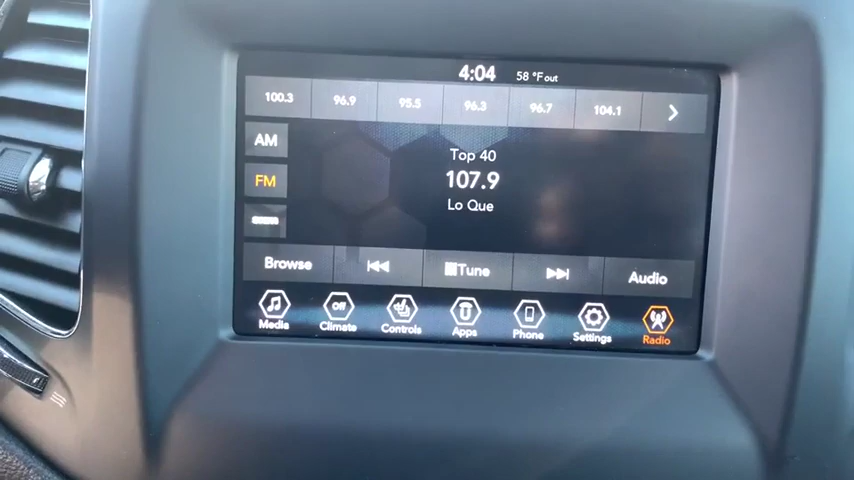 4:04 58 °F out
100.3 96.9 95.5 96.3 96.7 104.1
AM
Top 40
FM
107.9
Lo Que
Browse Tune Audio
Off
Media Climate Controls Apps Phone Settings Radio